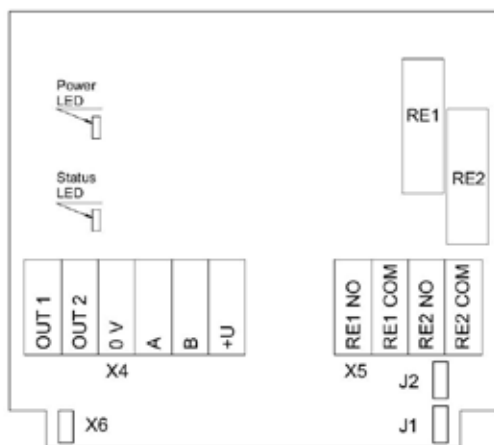 Power
LED
RE1
RE2
Status
LED
OUT 1
OUT 2
0 V
A
B
+U
RE1 NO
RE1 COM
RE2 NO
RE2 COM
X4
X5
J2
X6
J1